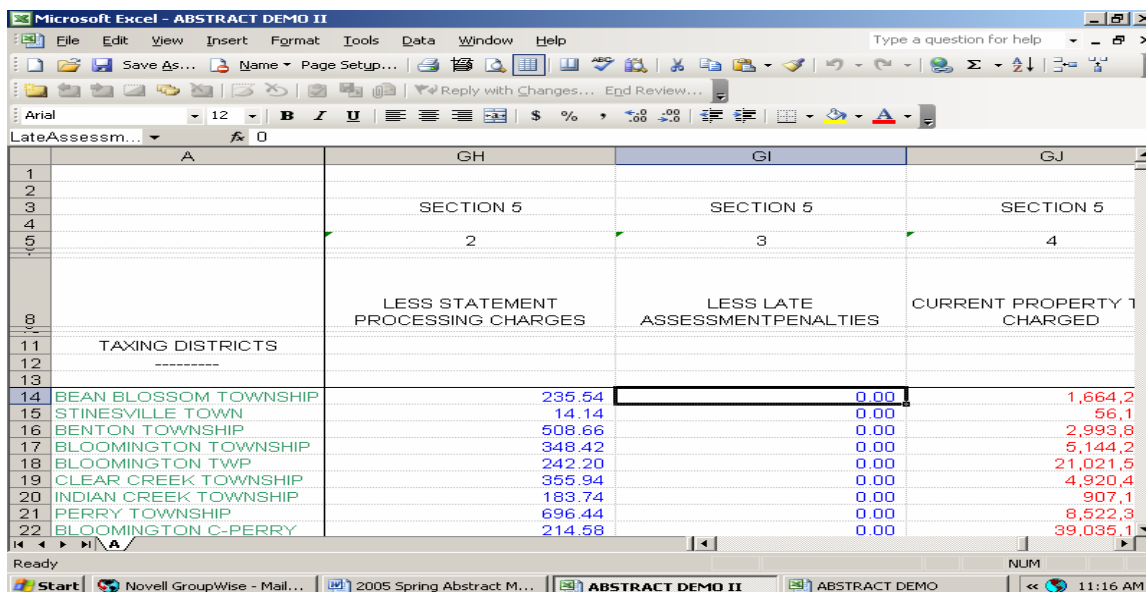 Microsoft Excel - ABSTRACT DEMO II
File Edit View Insert Format Tools Data Window Help Type a question for help
Save As... Name Page Setup...
Reply with Changes... End Review...
Arial 12 B I U $ % , .00 .00 A
LateAssessm... fx 0
A GH GI GJ
1
2
3 SECTION 5 SECTION 5 SECTION 5
4
5 2 3 4
LESS STATEMENT LESS LATE CURRENT PROPERTY T
8 PROCESSING CHARGES ASSESSMENTPENALTIES CHARGED
11 TAXING DISTRICTS
12 ---------
13
14 BEAN BLOSSOM TOWNSHIP 235.54 0.00 1,664,2
15 STINESVILLE TOWN 14.14 0.00 56,1
16 BENTON TOWNSHIP 508.66 0.00 2,993,8
17 BLOOMINGTON TOWNSHIP 348.42 0.00 5,144,2
18 BLOOMINGTON TWP 242.20 0.00 21,021,5
19 CLEAR CREEK TOWNSHIP 355.94 0.00 4,920,4
20 INDIAN CREEK TOWNSHIP 183.74 0.00 907,1
21 PERRY TOWNSHIP 696.44 0.00 8,522,3
22 BLOOMINGTON C-PERRY 214.58 0.00 39,035,1
A
Ready NUM
Start Novell GroupWise - Mail... 2005 Spring Abstract M... ABSTRACT DEMO II ABSTRACT DEMO « 11:16 AM